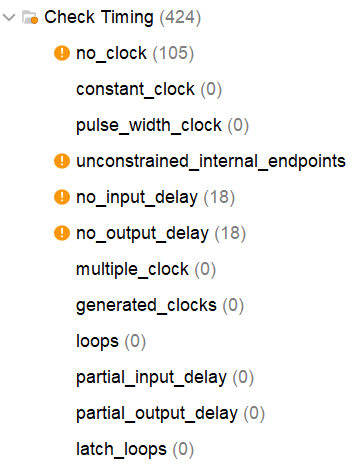 Check Timing (424)
no_clock (105)
constant_clock (0)
pulse_width_clock (0)
unconstrained_internal_endpoints
no_input_delay (18)
no_output_delay (18)
multiple_clock (0)
generated_clocks (0)
loops (0)
partial_input_delay (0)
partial_output_delay (0)
latch_loops (0)